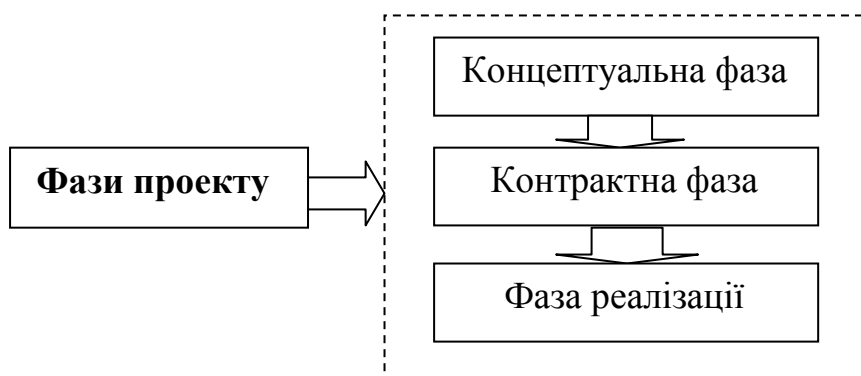 Фази проекту
Концептуальна фаза
Контрактна фаза
Фаза реалізації